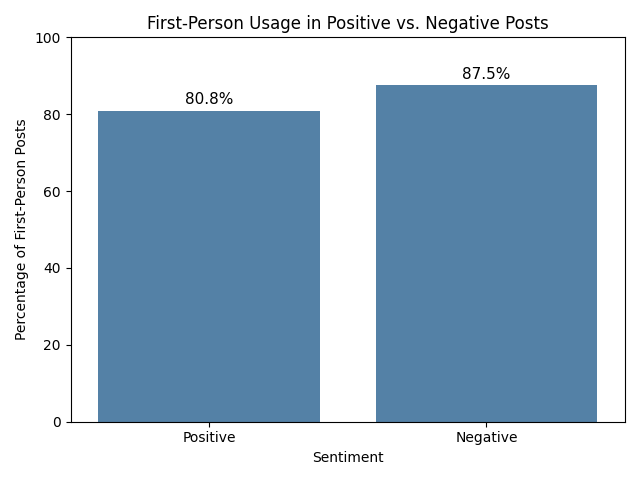 First-Person Usage in Positive vs. Negative Posts
Percentage of First-Person Posts
100
80
60
40
20
0
80.8%
87.5%
Positive
Negative
Sentiment